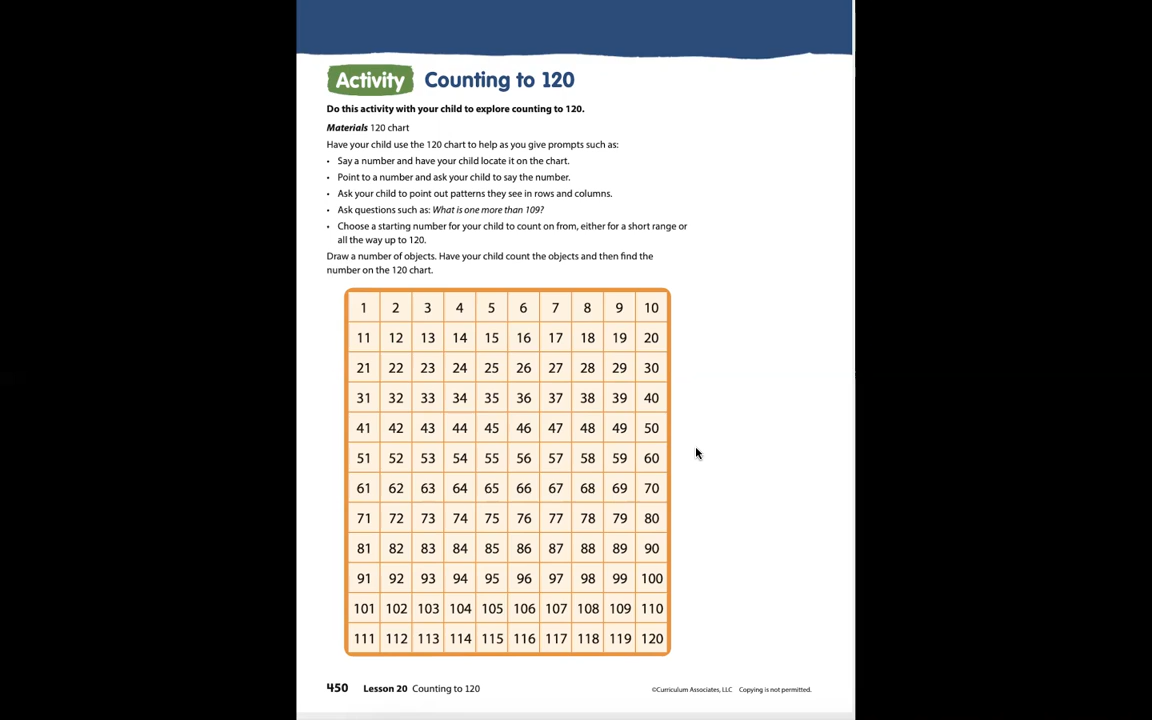 Activity Counting to 120
Do this activity with your child to explore counting to 120.
Materials 120 chart
Have your child use the 120 chart to help as you give prompts such as:
• Say a number and have your child locate it on the chart.
• Point to a number and ask your child to say the number.
• Ask your child to point out patterns they see in rows and columns.
• Ask questions such as: What is one more than 109?
• Choose a starting number for your child to count on from, either for a short range or
all the way up to 120.
Draw a number of objects. Have your child count the objects and then find the
number on the 120 chart.
1 2 3 4 5 6 7 8 9 10
11 12 13 14 15 16 17 18 19 20
21 22 23 24 25 26 27 28 29 30
31 32 33 34 35 36 37 38 39 40
41 42 43 44 45 46 47 48 49 50
51 52 53 54 55 56 57 58 59 60
61 62 63 64 65 66 67 68 69 70
71 72 73 74 75 76 77 78 79 80
81 82 83 84 85 86 87 88 89 90
91 92 93 94 95 96 97 98 99 100
101 102 103 104 105 106 107 108 109 110
111 112 113 114 115 116 117 118 119 120
450 Lesson 20 Counting to 120 ©Curriculum Associates, LLC Copying is not permitted.